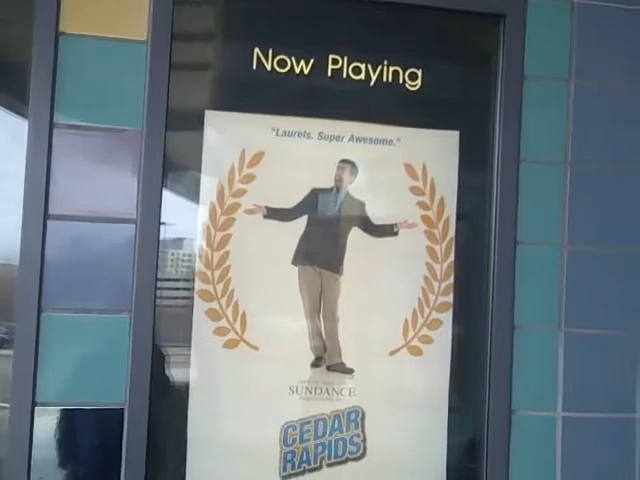 Now Playing
"Laurels. Super Awesome."
SUNDANCE
CEDAR
RAPIDS